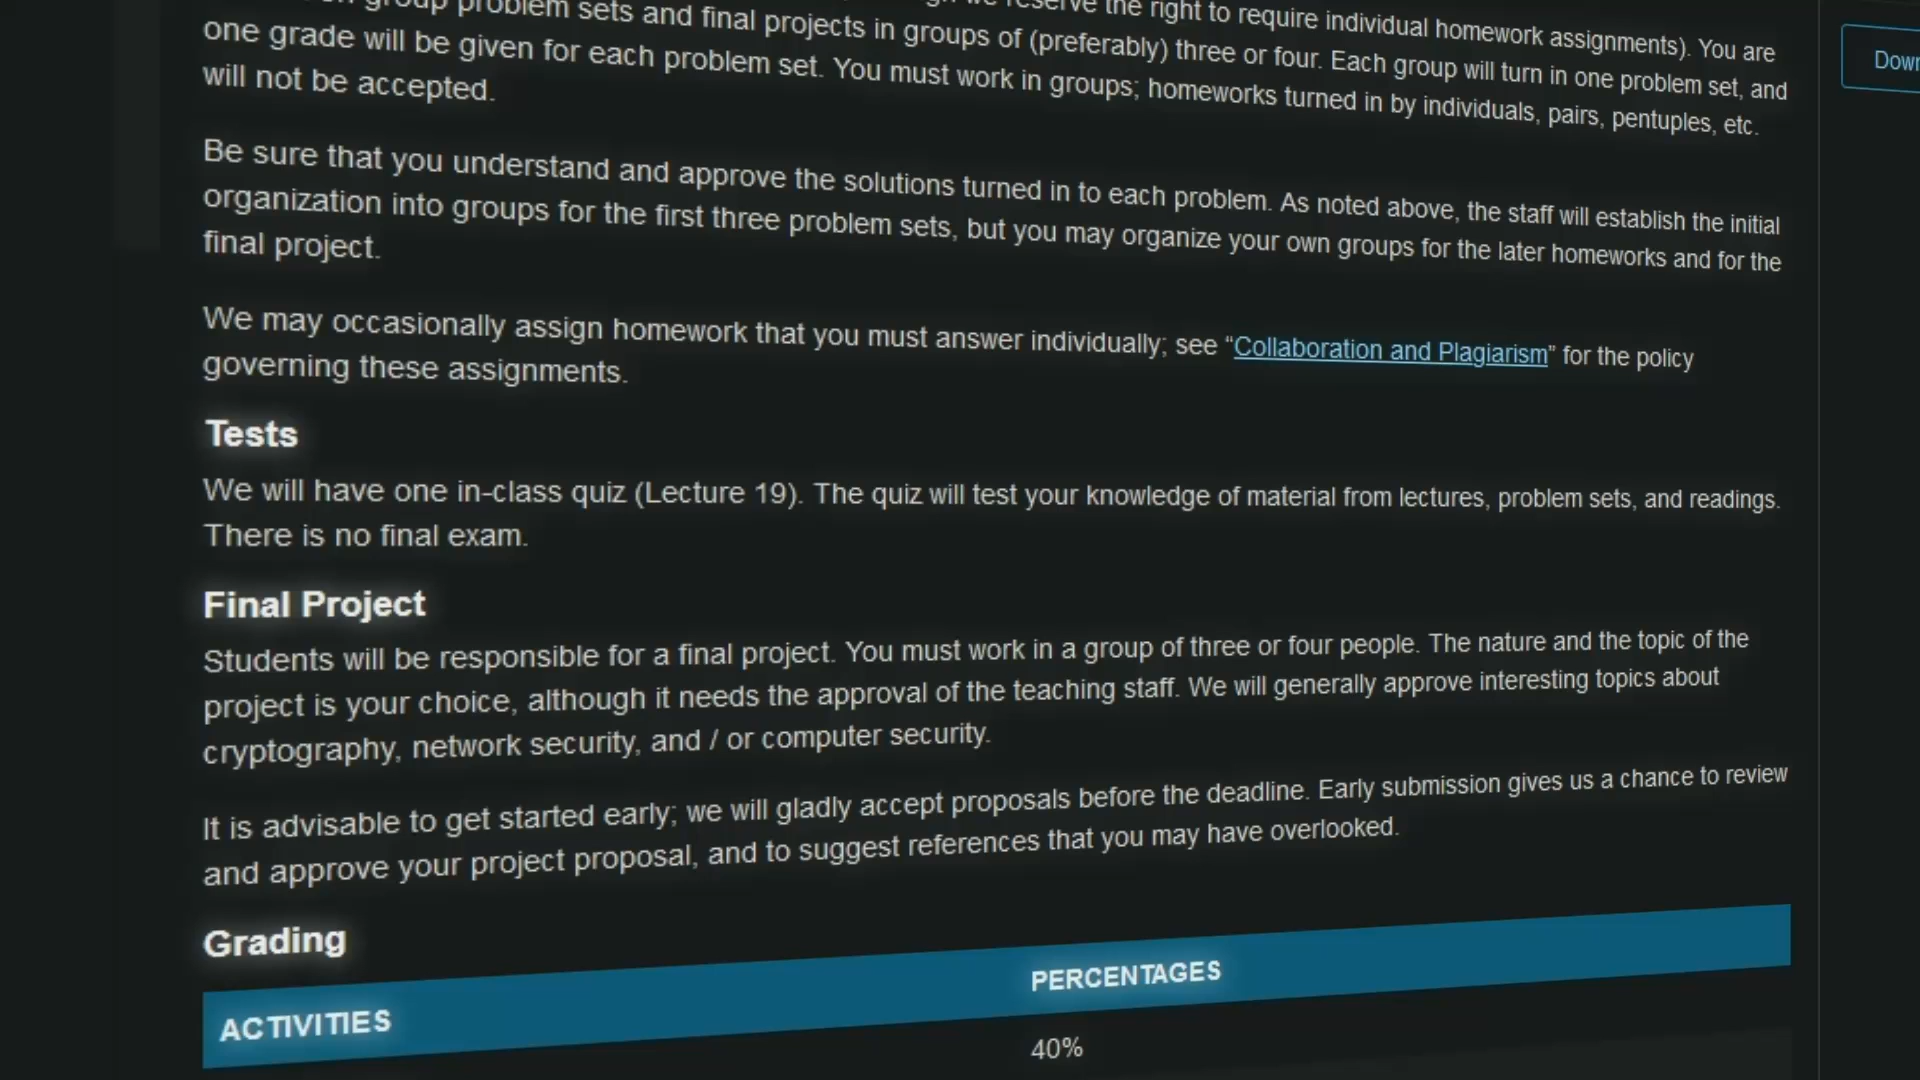 group problem sets and final projects in groups of (preferably) three or four. Each group will turn in one problem set, and
reserve the right to require individual homework assignments). You are
one grade will be given for each problem set. You must work in groups; homeworks turned in by individuals, pairs, pentuples, etc.
will not be accepted.
Be sure that you understand and approve the solutions turned in to each problem. As noted above, the staff will establish the initial
organization into groups for the first three problem sets, but you may organize your own groups for the later homeworks and for the
final project.
We may occasionally assign homework that you must answer individually; see “Collaboration and Plagiarism” for the policy
governing these assignments.
Tests
We will have one in-class quiz (Lecture 19). The quiz will test your knowledge of material from lectures, problem sets, and readings.
There is no final exam.
Final Project
Students will be responsible for a final project. You must work in a group of three or four people. The nature and the topic of the
project is your choice, although it needs the approval of the teaching staff. We will generally approve interesting topics about
cryptography, network security, and / or computer security.
It is advisable to get started early; we will gladly accept proposals before the deadline. Early submission gives us a chance to review
and approve your project proposal, and to suggest references that you may have overlooked.
Grading
ACTIVITIES PERCENTAGES
40%